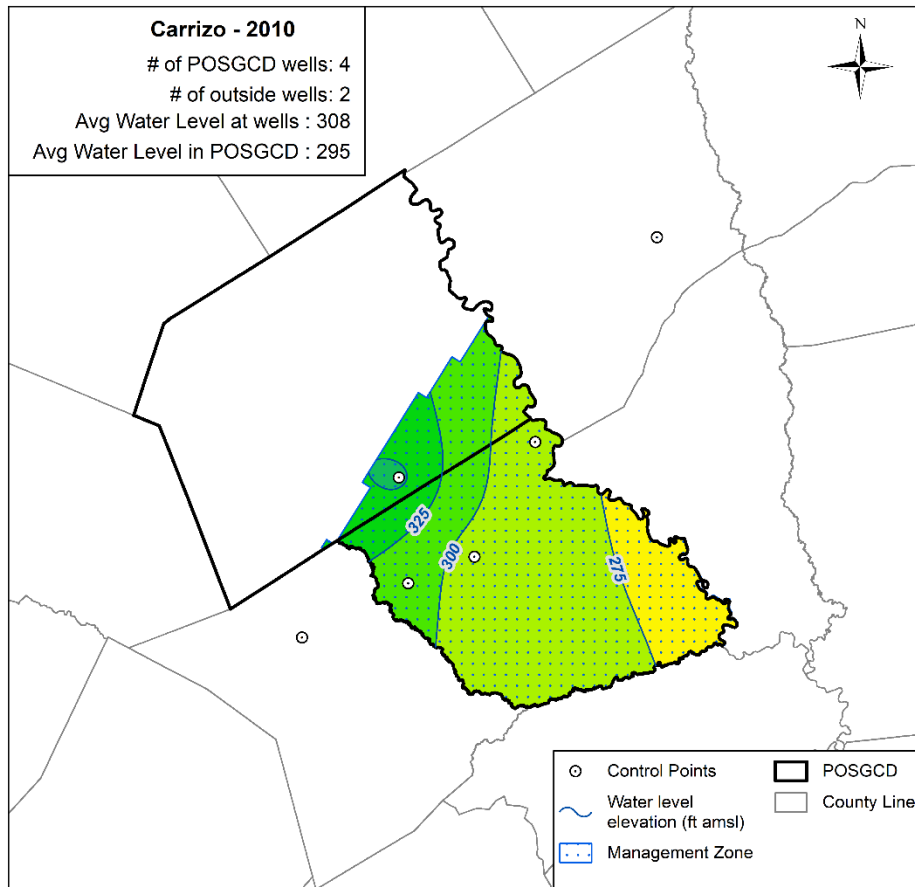 Carrizo - 2010
# of POSGCD wells: 4
# of outside wells: 2
Avg Water Level at wells : 308
Avg Water Level in POSGCD : 295
325
300
275
Control Points
POSGCD
Water level
elevation (ft amsl)
County Line
Management Zone